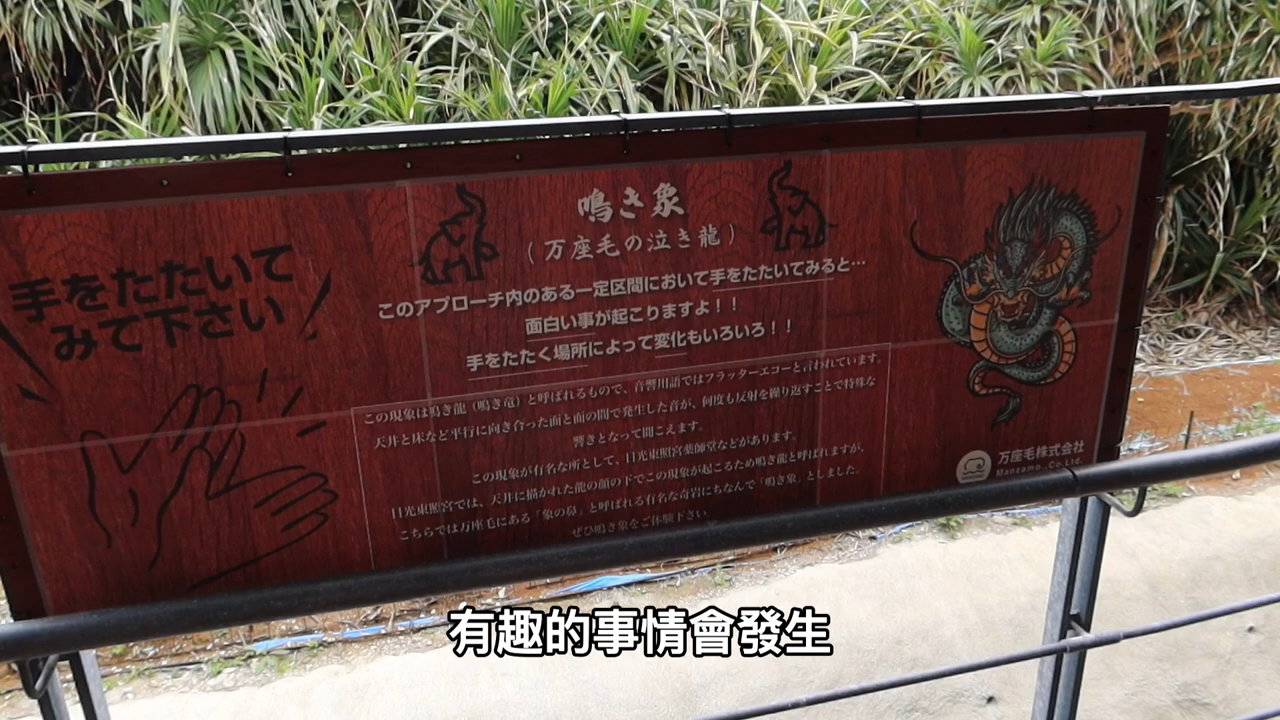 手をたたいて
みて下さい
鳴き象
(万座毛の泣き龍)
このアプローチ内のある一定区間において手をたたいてみると…
面白い事が起こりますよ！！
手をたたく場所によって変化もいろいろ！！
この現象は鳴き龍（鳴き竜）と呼ばれるもので、音響用語ではフラッターエコーと言われています。
天井と床など平行に向き合った面と面の間で発生した音が、何度も反射を繰り返すことで特殊な
響きとなって聞こえます。
この現象が有名な所として、日光東照宮薬師堂などがあります。
日光東照宮では、天井に描かれた龍の顔の下でこの現象が起こるため鳴き龍と呼ばれますが、
こちらでは万座毛にある「象の鼻」と呼ばれる有名な奇岩にちなんで「鳴き象」としました。
ぜひ鳴き象をご体験下さい
万座毛株式会社
Manzamo.,Co.Ltd.
有趣的事情會發生